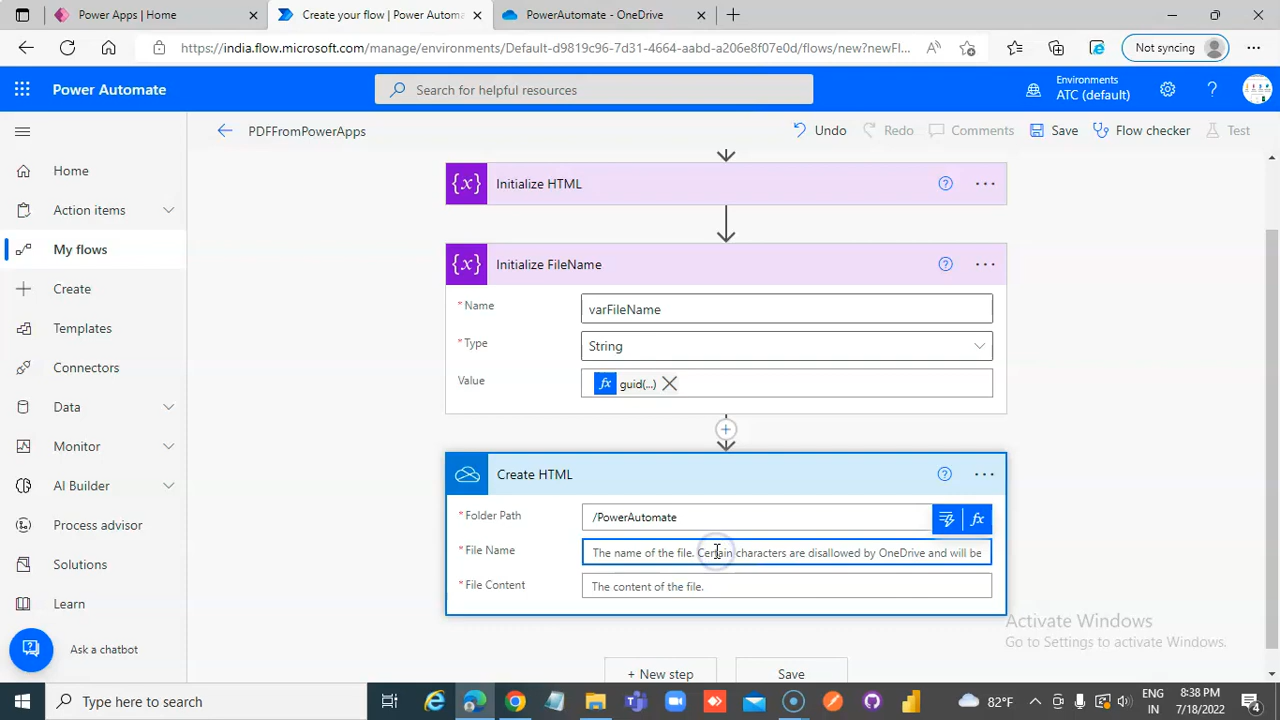 Power Apps | Home
Create your flow | Power Automa
PowerAutomate - OneDrive
https://india.flow.microsoft.com/manage/environments/Default-d9819c96-7d31-4664-aabd-a206e8f07e0d/flows/new?newFl...
Not syncing
Power Automate
Search for helpful resources
Environments
ATC (default)
PDFFromPowerApps
Undo
Redo
Comments
Save
Flow checker
Test
Home
Action items
My flows
Create
Templates
Connectors
Data
Monitor
AI Builder
Process advisor
Solutions
Learn
Ask a chatbot
{x} Initialize HTML
{x} Initialize FileName
* Name
varFileName
* Type
String
Value
fx guid(...)
Create HTML
* Folder Path
/PowerAutomate
fx
* File Name
The name of the file. Certain characters are disallowed by OneDrive and will be
* File Content
The content of the file.
+ New step
Save
Activate Windows
Go to Settings to activate Windows.
Type here to search
82°F
ENG
IN
8:38 PM
7/18/2022
4